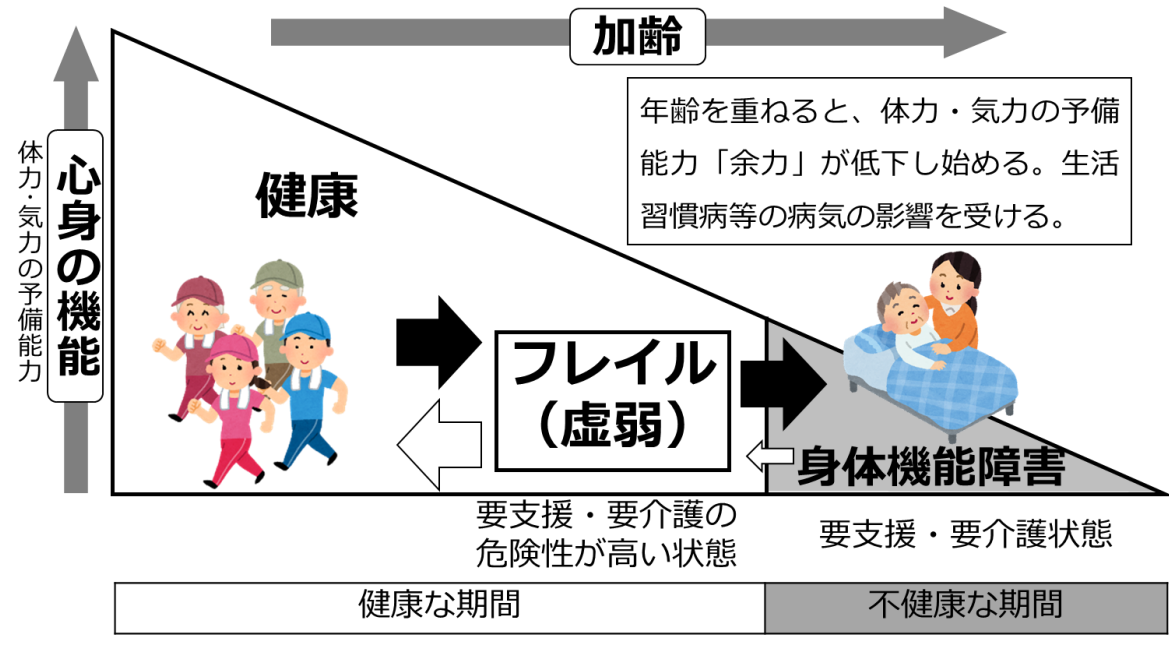 加齢
年齢を重ねると、体力・気力の予備
能力「余力」が低下し始める。生活
習慣病等の病気の影響を受ける。
体力・気力の予備能力
心身の機能
健康
フレイル
（虚弱）
身体機能障害
要支援・要介護の
危険性が高い状態
要支援・要介護状態
健康な期間
不健康な期間